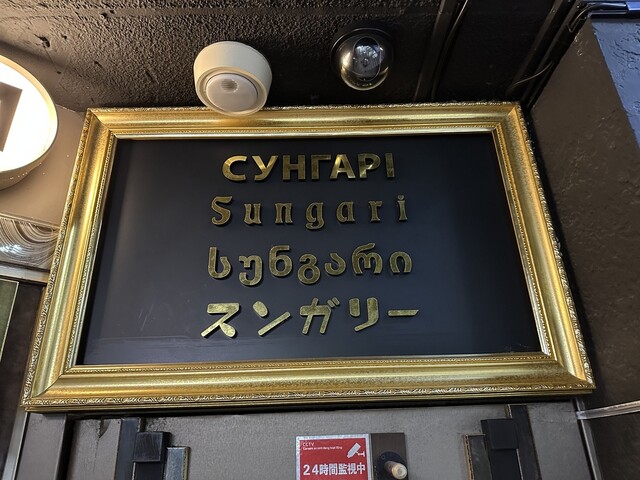 СУНГАРІ
Sungari
სუნგარი
スンガリー
CCTV
24時間監視中